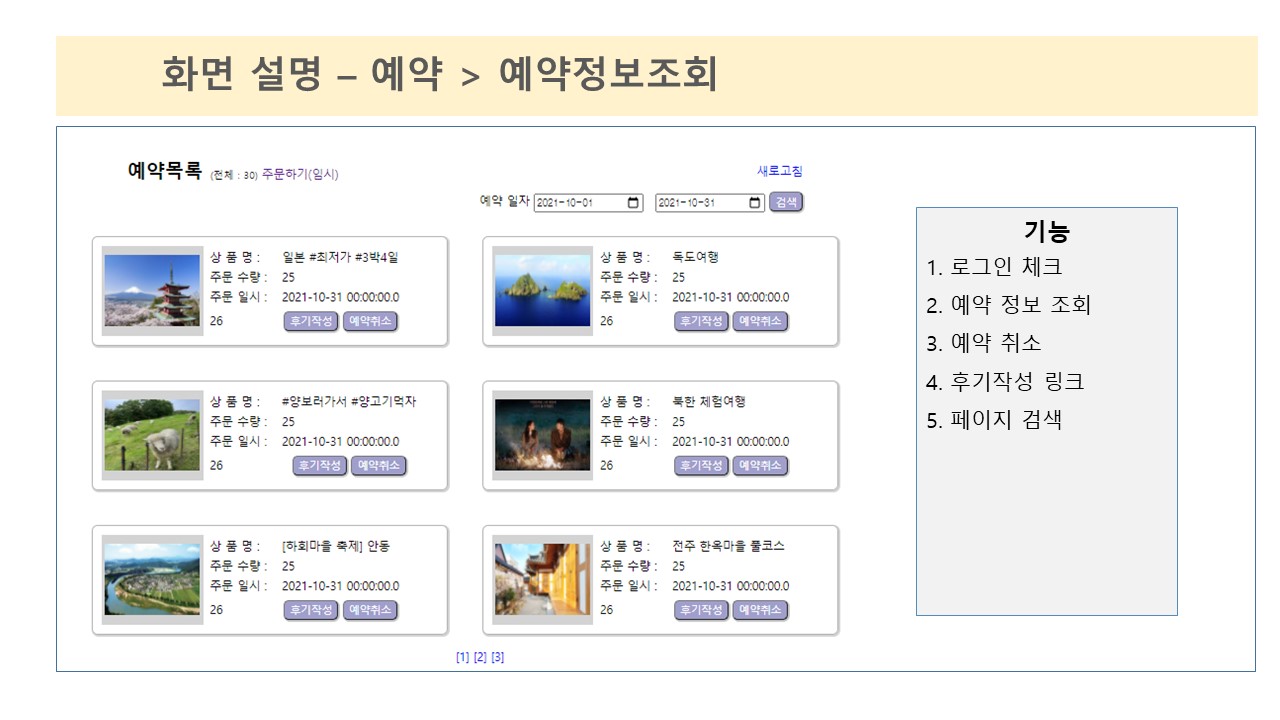 화면 설명 – 예약 > 예약정보조회
예약목록 (전체 : 30) 주문하기(임시)
새로고침
예약 일자 2021-10-01 2021-10-31 검색
상 품 명 : 일본 #최저가 #3박4일
주문 수량 : 25
주문 일시 : 2021-10-31 00:00:00.0
26 후기작성 예약취소
상 품 명 : 독도여행
주문 수량 : 25
주문 일시 : 2021-10-31 00:00:00.0
26 후기작성 예약취소
상 품 명 : #양보러가서 #양고기먹자
주문 수량 : 25
주문 일시 : 2021-10-31 00:00:00.0
26 후기작성 예약취소
상 품 명 : 북한 체험여행
주문 수량 : 25
주문 일시 : 2021-10-31 00:00:00.0
26 후기작성 예약취소
상 품 명 : [하회마을 축제] 안동
주문 수량 : 25
주문 일시 : 2021-10-31 00:00:00.0
26 후기작성 예약취소
상 품 명 : 전주 한옥마을 풀코스
주문 수량 : 25
주문 일시 : 2021-10-31 00:00:00.0
26 후기작성 예약취소
[1] [2] [3]
기능
1. 로그인 체크
2. 예약 정보 조회
3. 예약 취소
4. 후기작성 링크
5. 페이지 검색